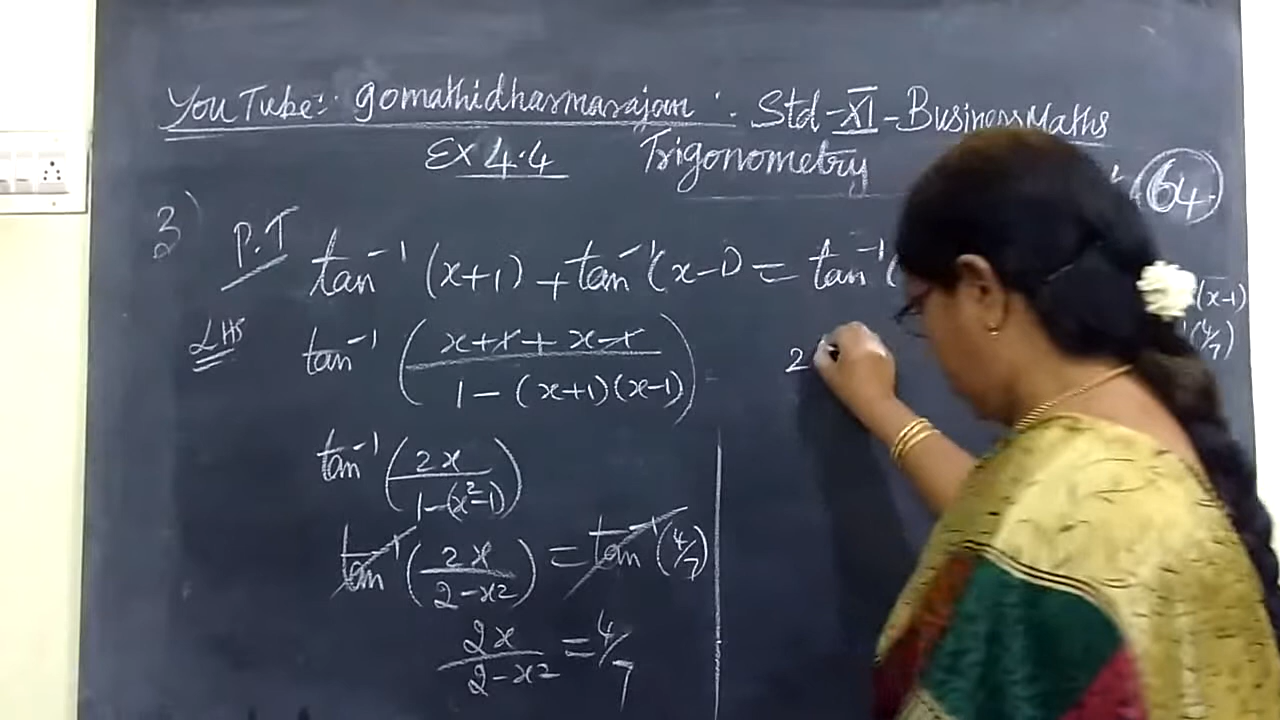 YouTube:- gomathidharmarajan :- Std-XI-Business Maths
Ex 4.4 Trigonometry
64
3) P.T tan⁻¹(x+1) + tan⁻¹(x-1) = tan⁻¹(
(x-1)
LHS tan⁻¹((x+1+x-1)/(1-(x+1)(x-1)))
(4/7)
2
tan⁻¹(2x/(1-(x²-1)))
tan⁻¹(2x/(2-x²)) = tan⁻¹(4/7)
2x/(2-x²) = 4/7